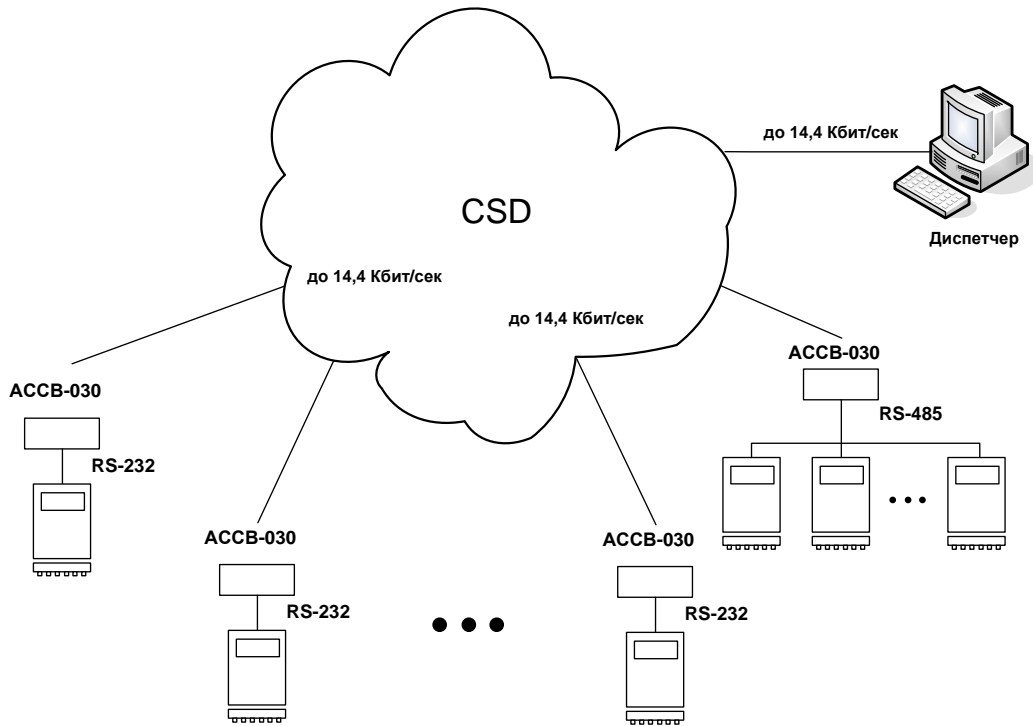 до 14,4 Кбит/сек
CSD
Диспетчер
до 14,4 Кбит/сек
до 14,4 Кбит/сек
АССВ-030
АССВ-030
RS-485
RS-232
АССВ-030
АССВ-030
RS-232
RS-232